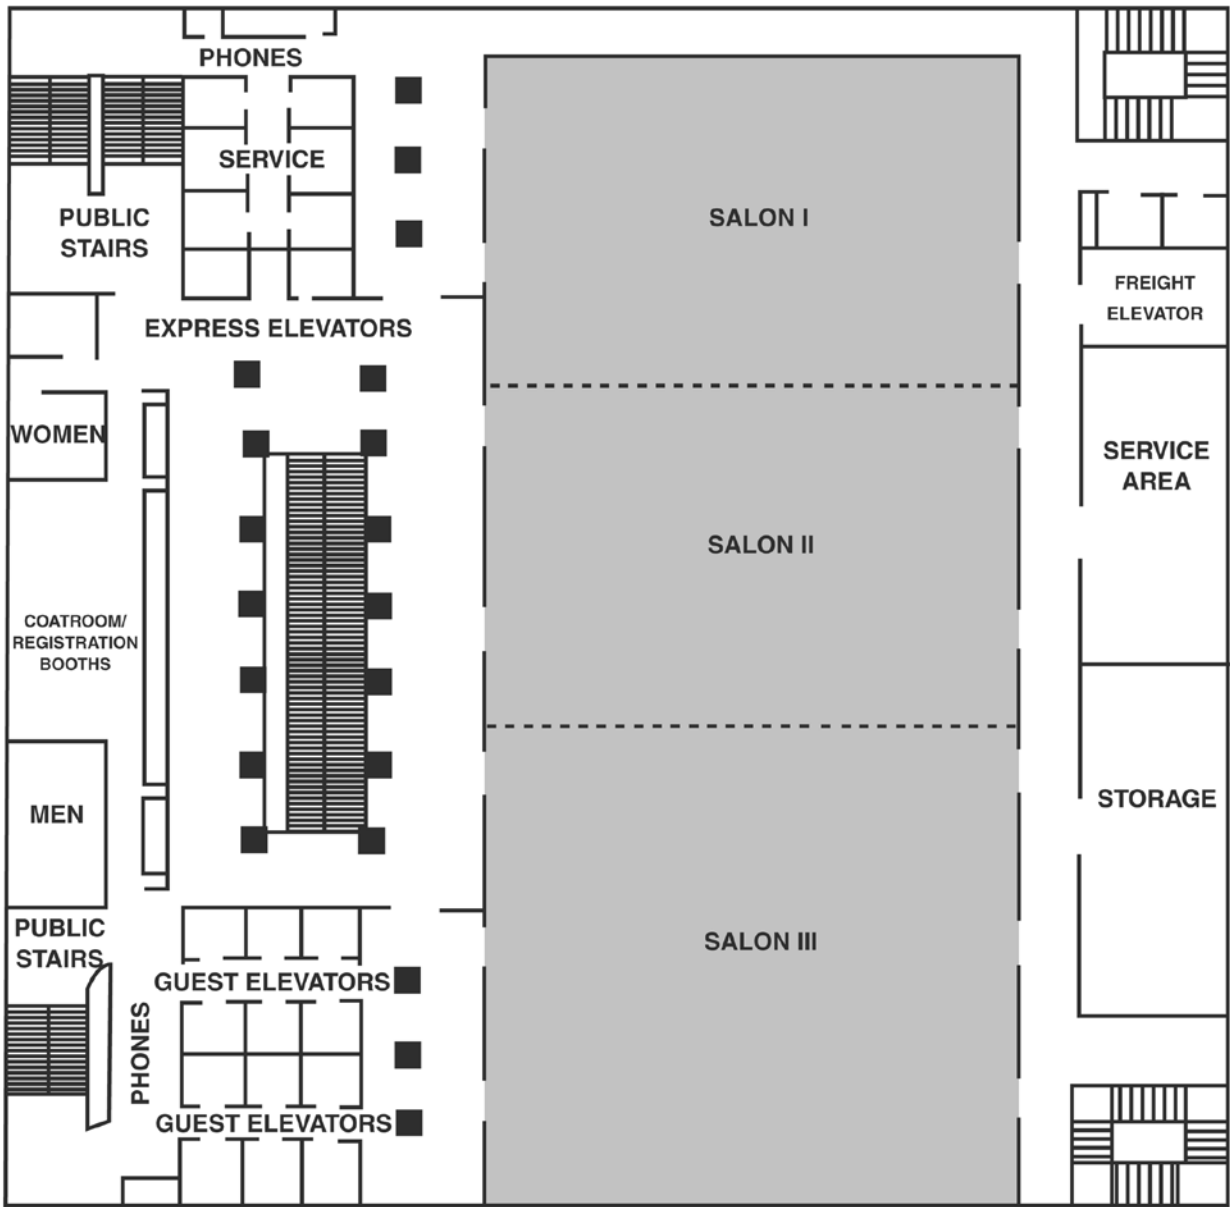 PHONES
SERVICE
PUBLIC
STAIRS
SALON I
FREIGHT
ELEVATOR
EXPRESS ELEVATORS
WOMEN
SERVICE
AREA
SALON II
COATROOM/
REGISTRATION
BOOTHS
MEN
STORAGE
PUBLIC
STAIRS
SALON III
GUEST ELEVATORS
PHONES
GUEST ELEVATORS